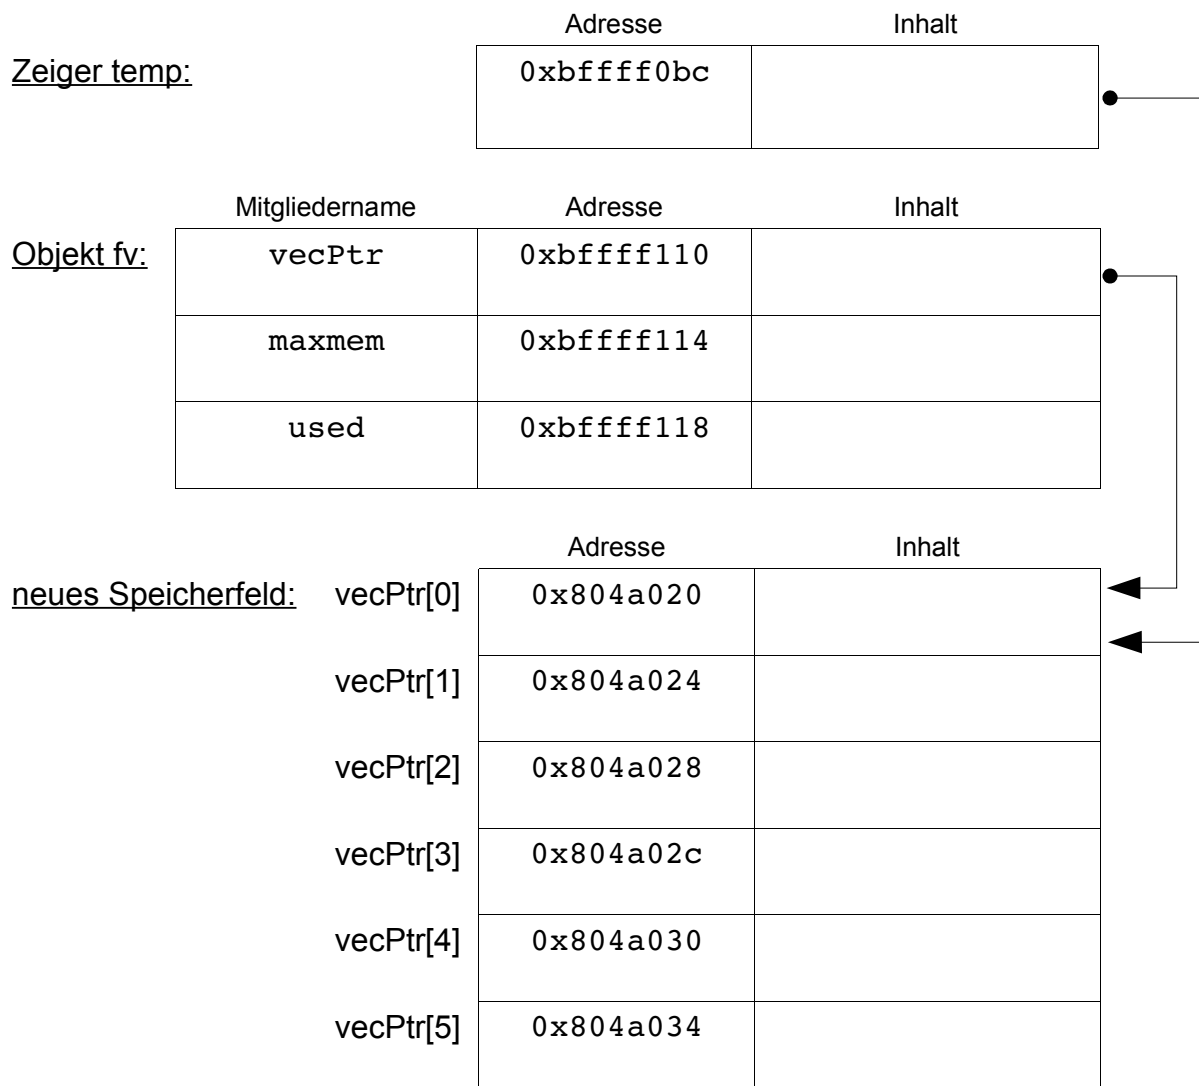 Adresse Inhalt
Zeiger temp: 0xbffff0bc
Mitgliedername Adresse Inhalt
Objekt fv: vecPtr 0xbffff110
maxmem 0xbffff114
used 0xbffff118
Adresse Inhalt
neues Speicherfeld: vecPtr[0] 0x804a020
vecPtr[1] 0x804a024
vecPtr[2] 0x804a028
vecPtr[3] 0x804a02c
vecPtr[4] 0x804a030
vecPtr[5] 0x804a034